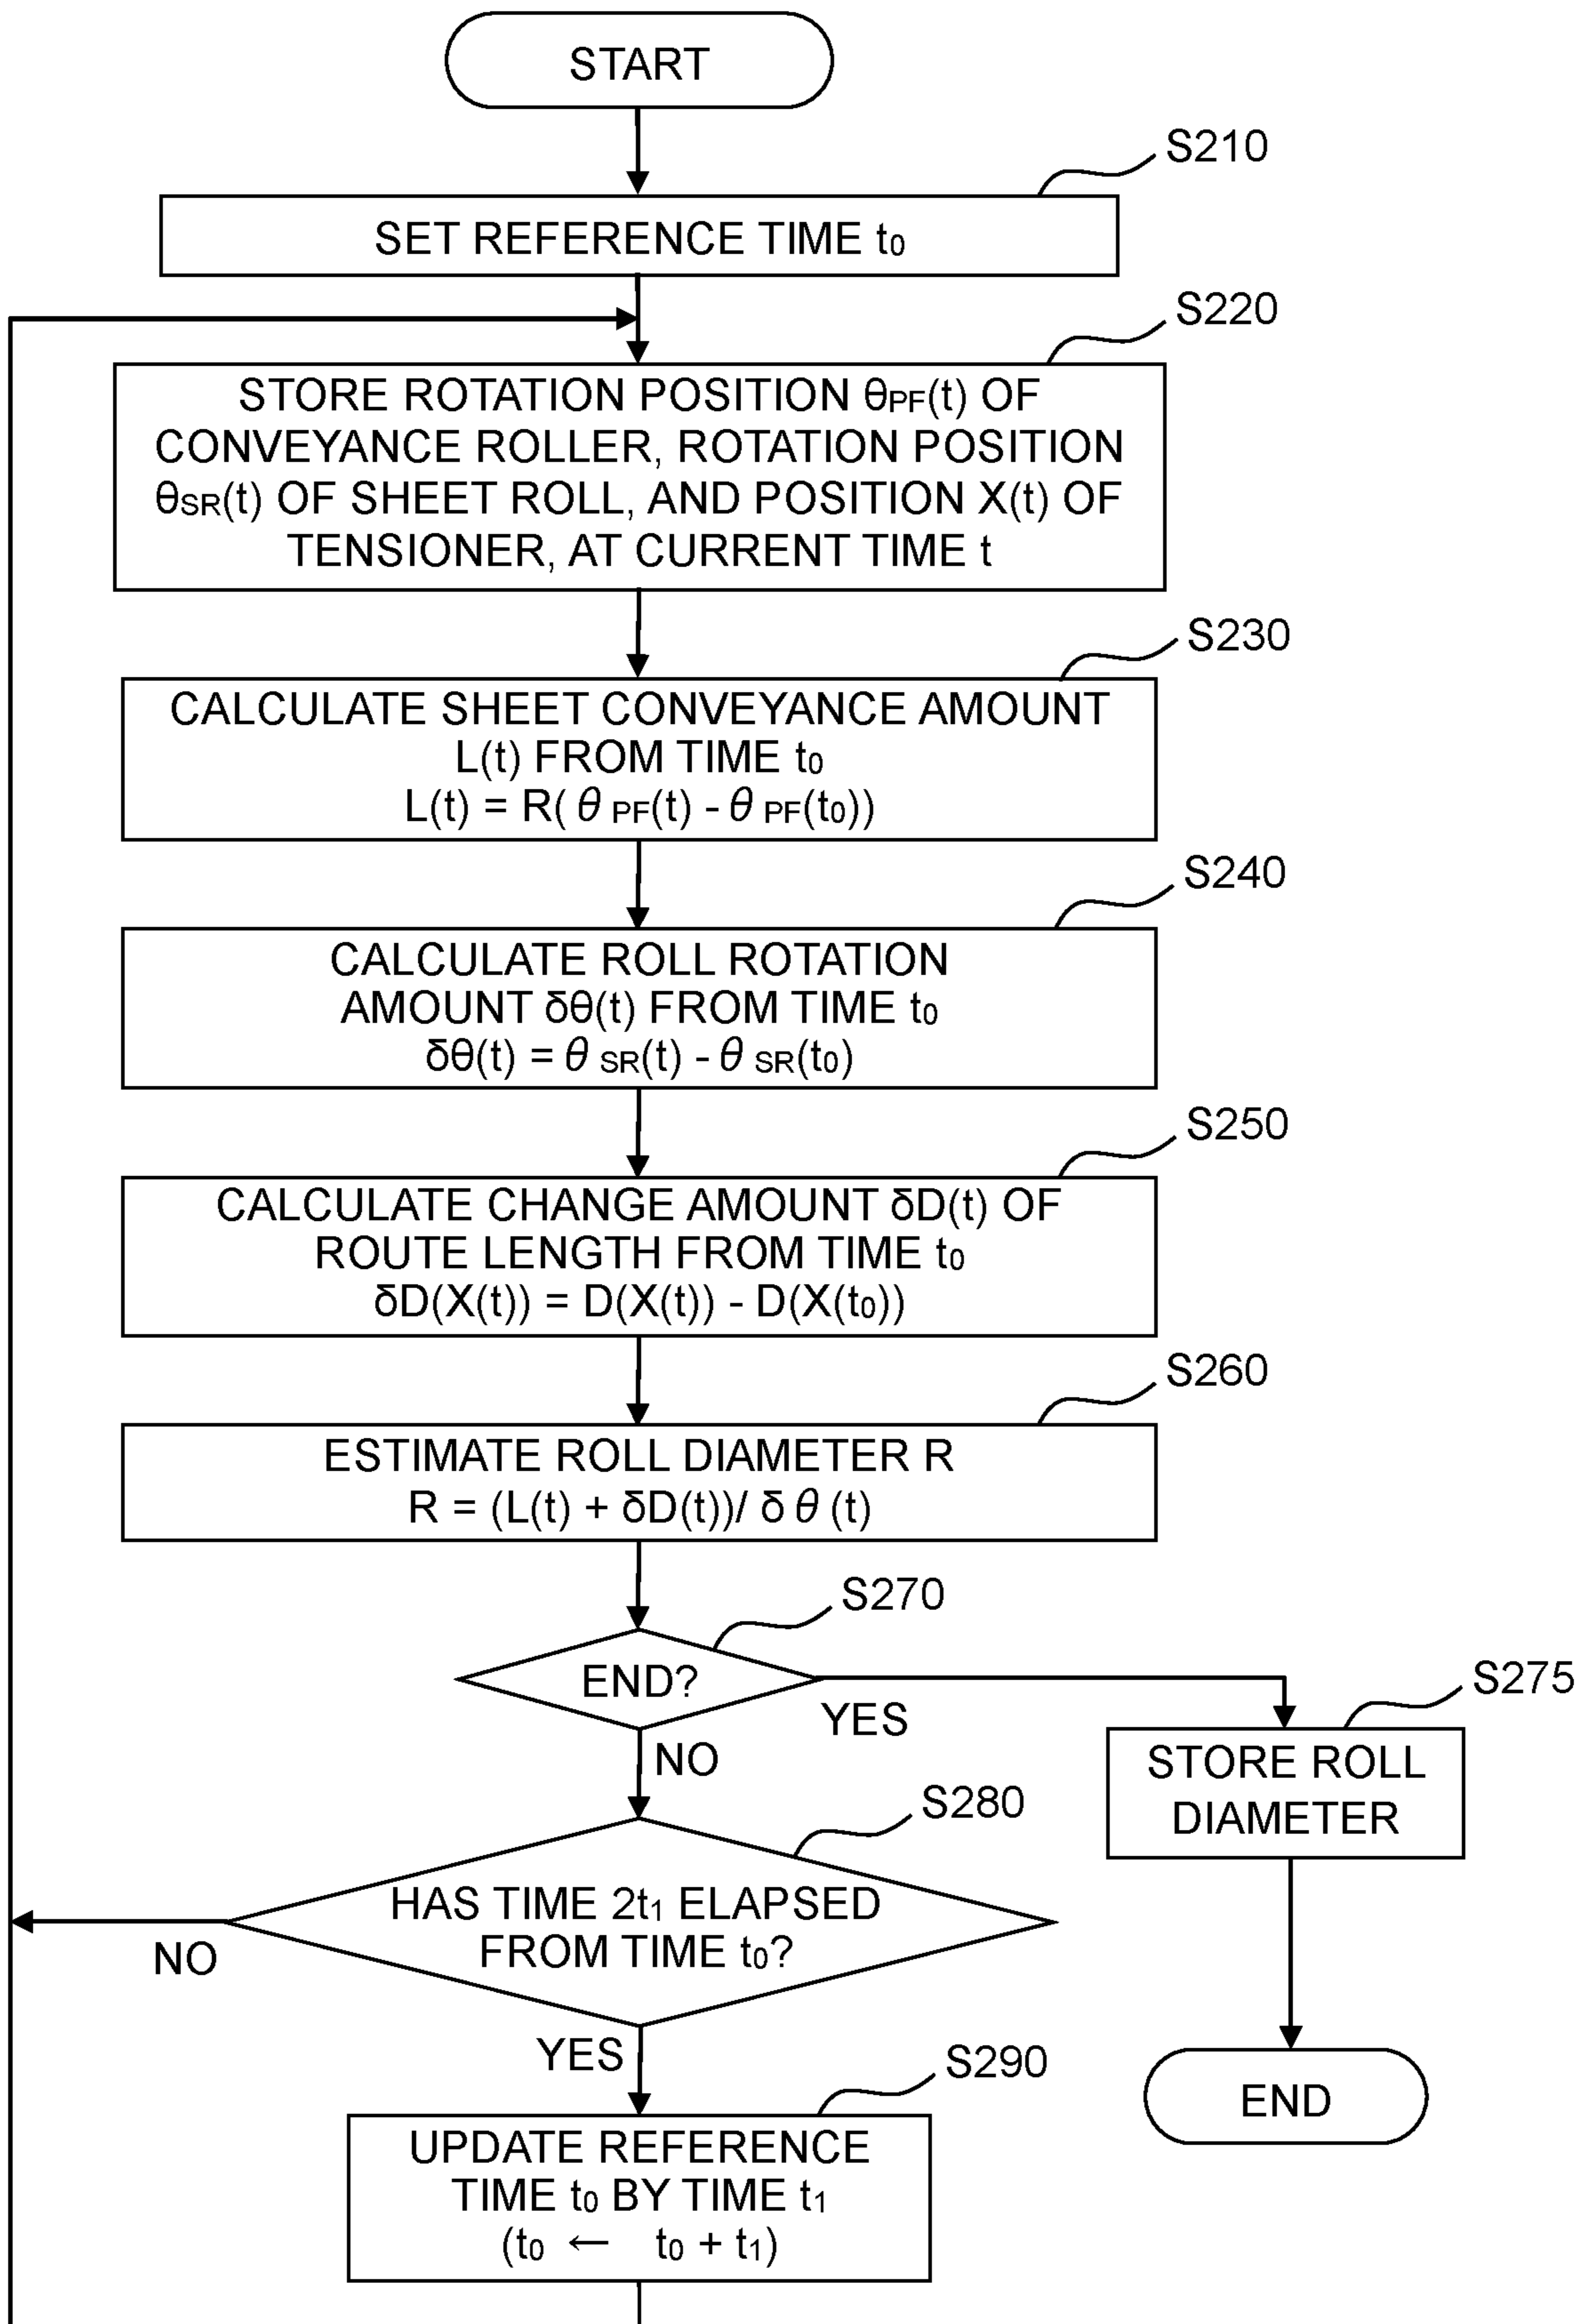 START
S210
SET REFERENCE TIME t₀
S220
STORE ROTATION POSITION θPF(t) OF
CONVEYANCE ROLLER, ROTATION POSITION
θSR(t) OF SHEET ROLL, AND POSITION X(t) OF
TENSIONER, AT CURRENT TIME t
S230
CALCULATE SHEET CONVEYANCE AMOUNT
L(t) FROM TIME t₀
L(t) = R( θ PF(t) - θ PF(t₀))
S240
CALCULATE ROLL ROTATION
AMOUNT δθ(t) FROM TIME t₀
δθ(t) = θ SR(t) - θ SR(t₀)
S250
CALCULATE CHANGE AMOUNT δD(t) OF
ROUTE LENGTH FROM TIME t₀
δD(X(t)) = D(X(t)) - D(X(t₀))
S260
ESTIMATE ROLL DIAMETER R
R = (L(t) + δD(t))/ δ θ (t)
S270
END?
YES
NO
S275
STORE ROLL
DIAMETER
S280
HAS TIME 2t₁ ELAPSED
FROM TIME t₀?
NO
YES
S290
UPDATE REFERENCE
TIME t₀ BY TIME t₁
(t₀ ← t₀ + t₁)
END